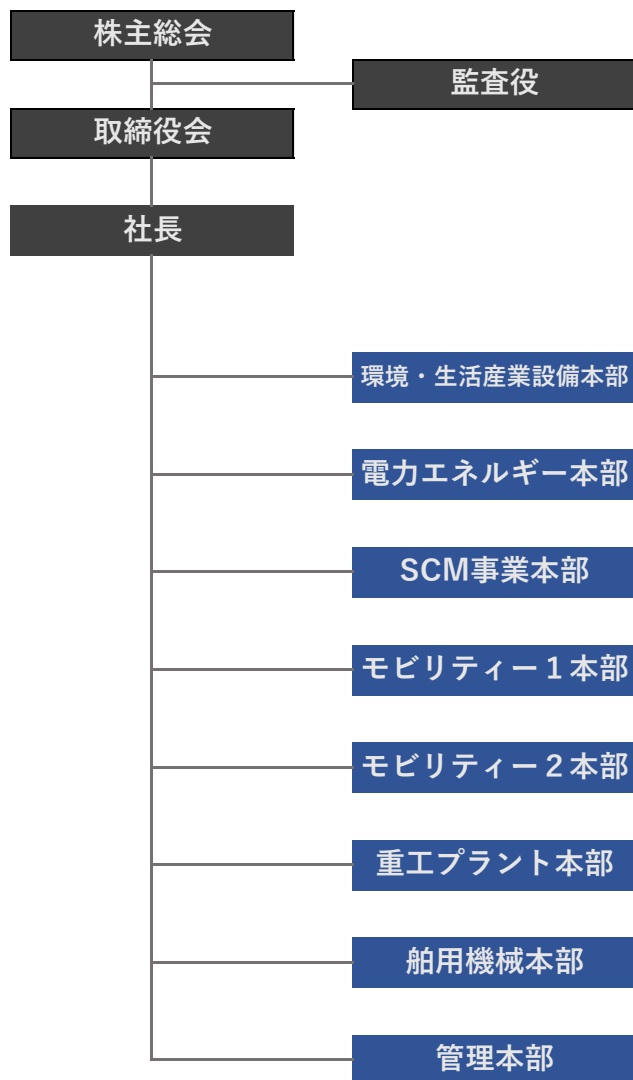 株主総会
監査役
取締役会
社長
環境・生活産業設備本部
電力エネルギー本部
SCM事業本部
モビリティー１本部
モビリティー２本部
重工プラント本部
舶用機械本部
管理本部